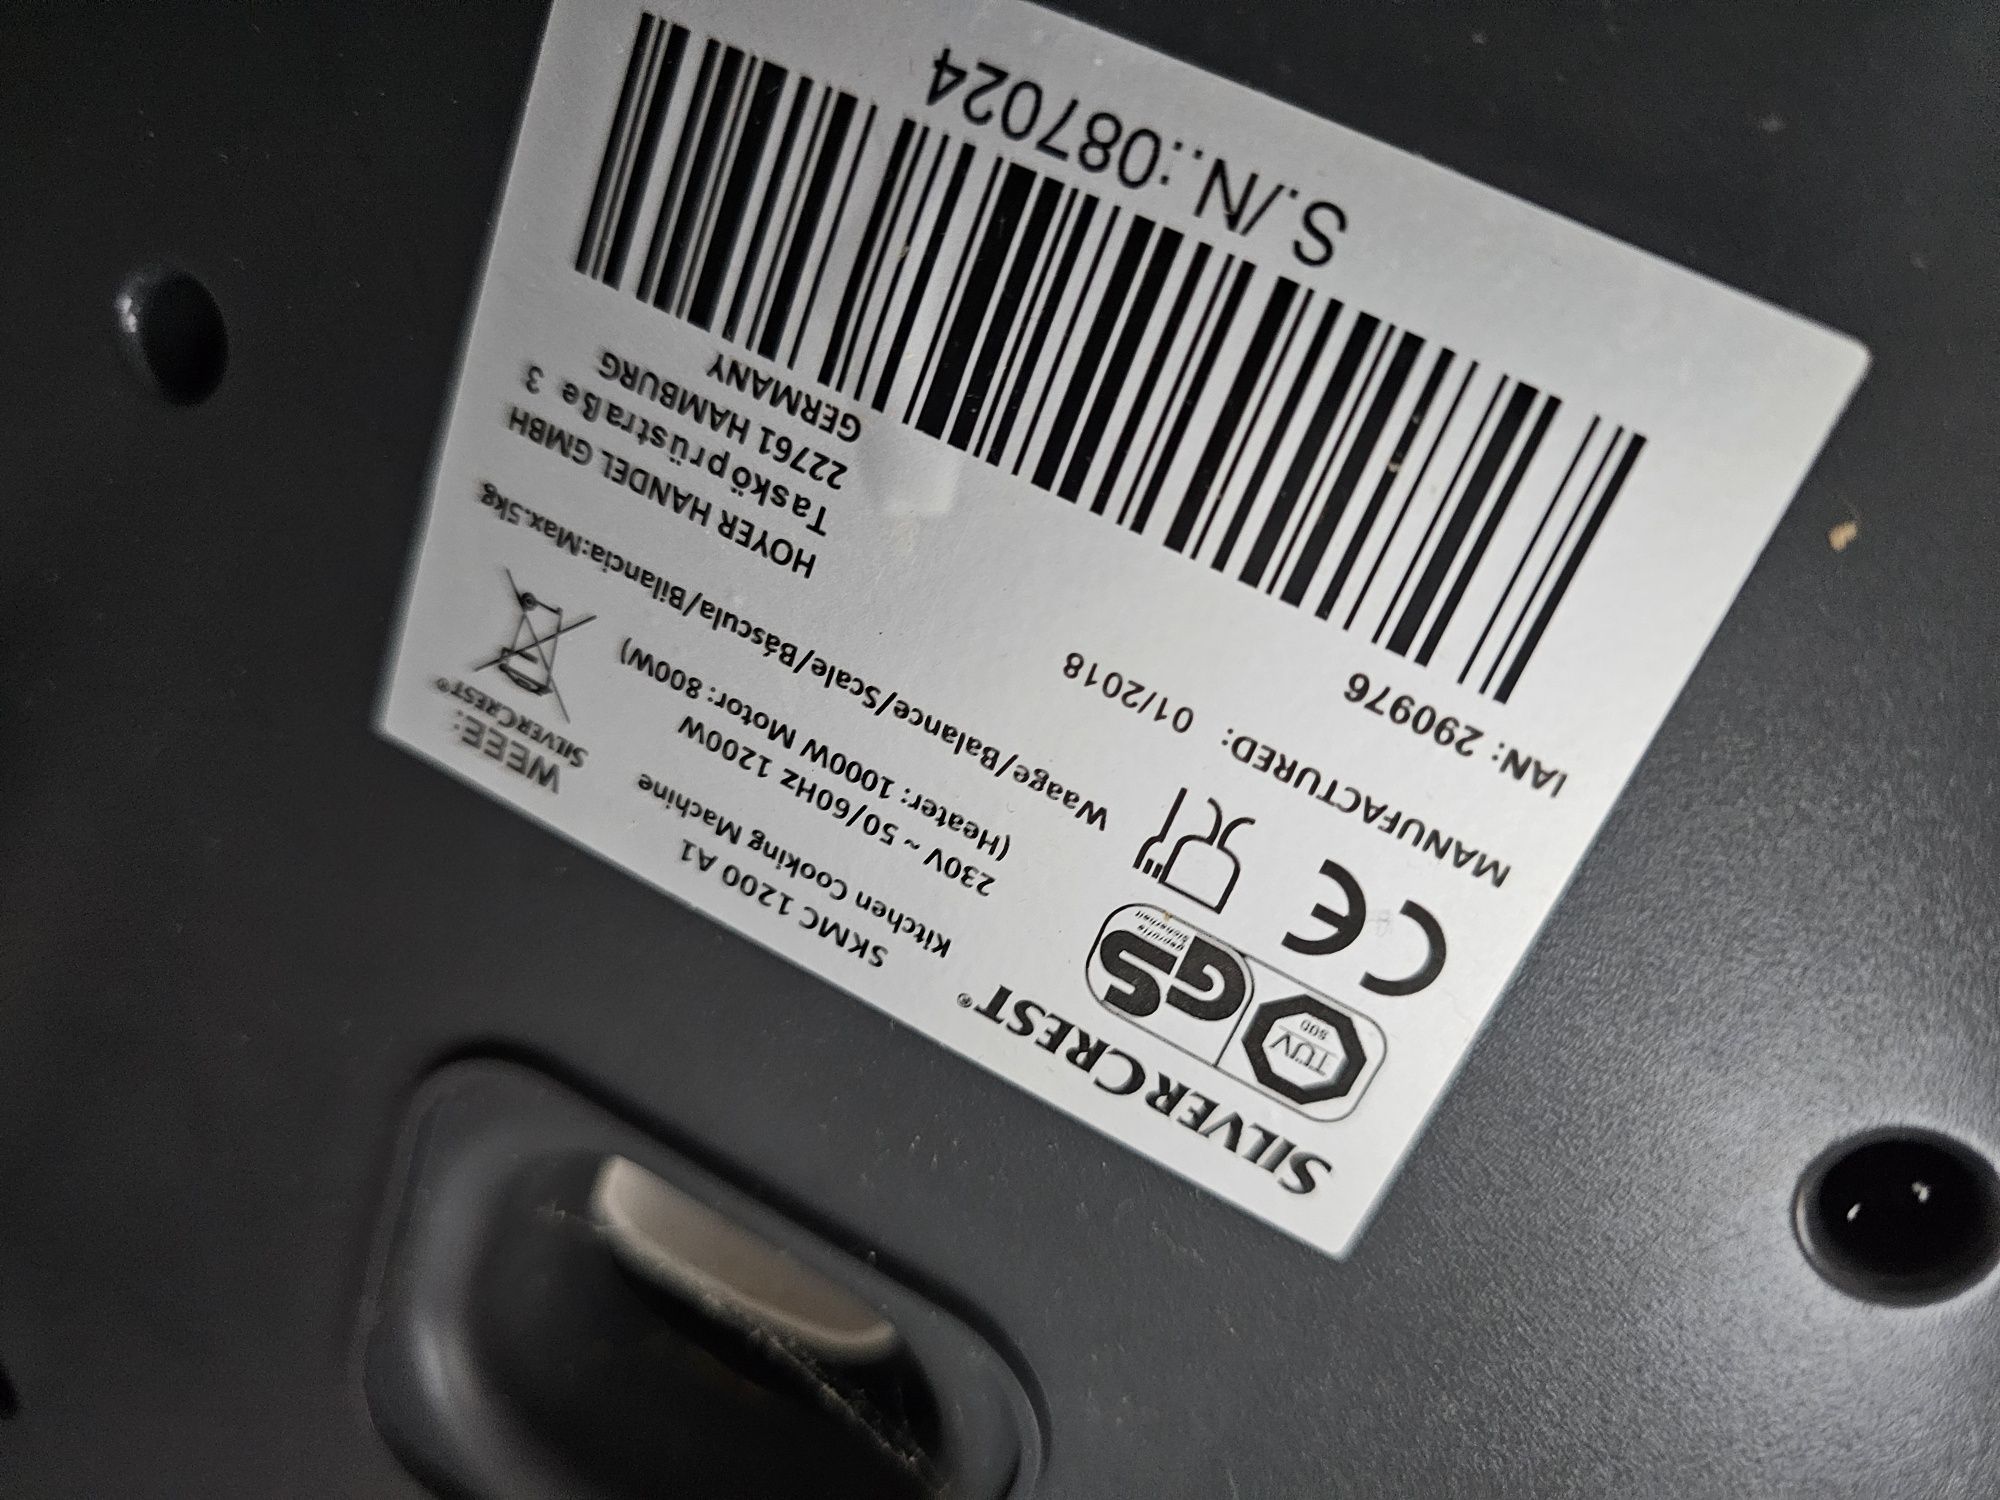 SILVERCREST®
SKMC 1200 A1
Kitchen Cooking Machine
230V ~ 50/60Hz 1200W
(Heater: 1000W Motor: 800W)
Waage/Balance/Scale/Báscula/Bilancia:Max.5kg
WEEE:
SILVERCREST®
TÜV
SÜD
GS
geprüfte
Sicherheit
CE
HOYER HANDEL GMBH
Tasköprüstraße 3
22761 HAMBURG
GERMANY
MANUFACTURED: 01/2018
IAN: 290976
S./N.:087024